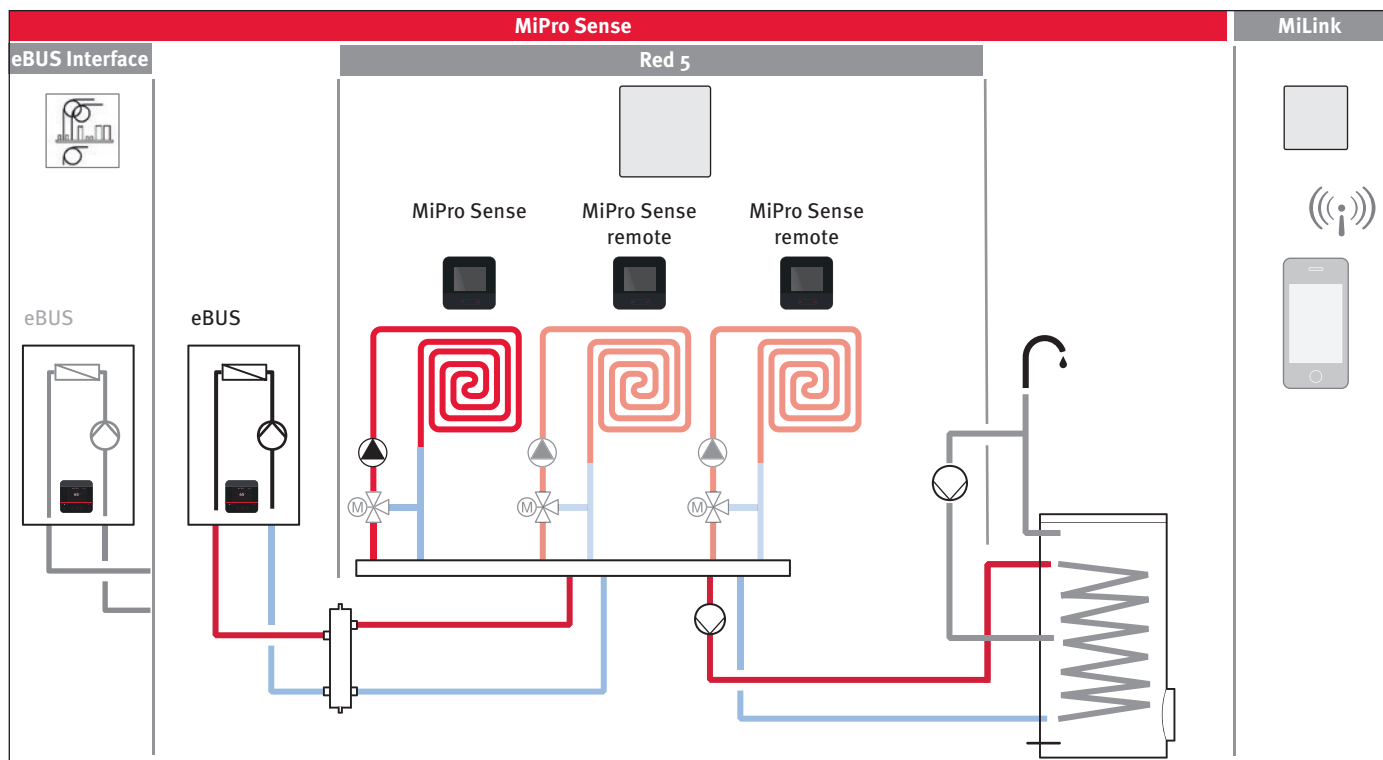 MiPro Sense
MiLink
eBUS Interface
Red 5
MiPro Sense
MiPro Sense
remote
MiPro Sense
remote
eBUS
eBUS
M
M
M